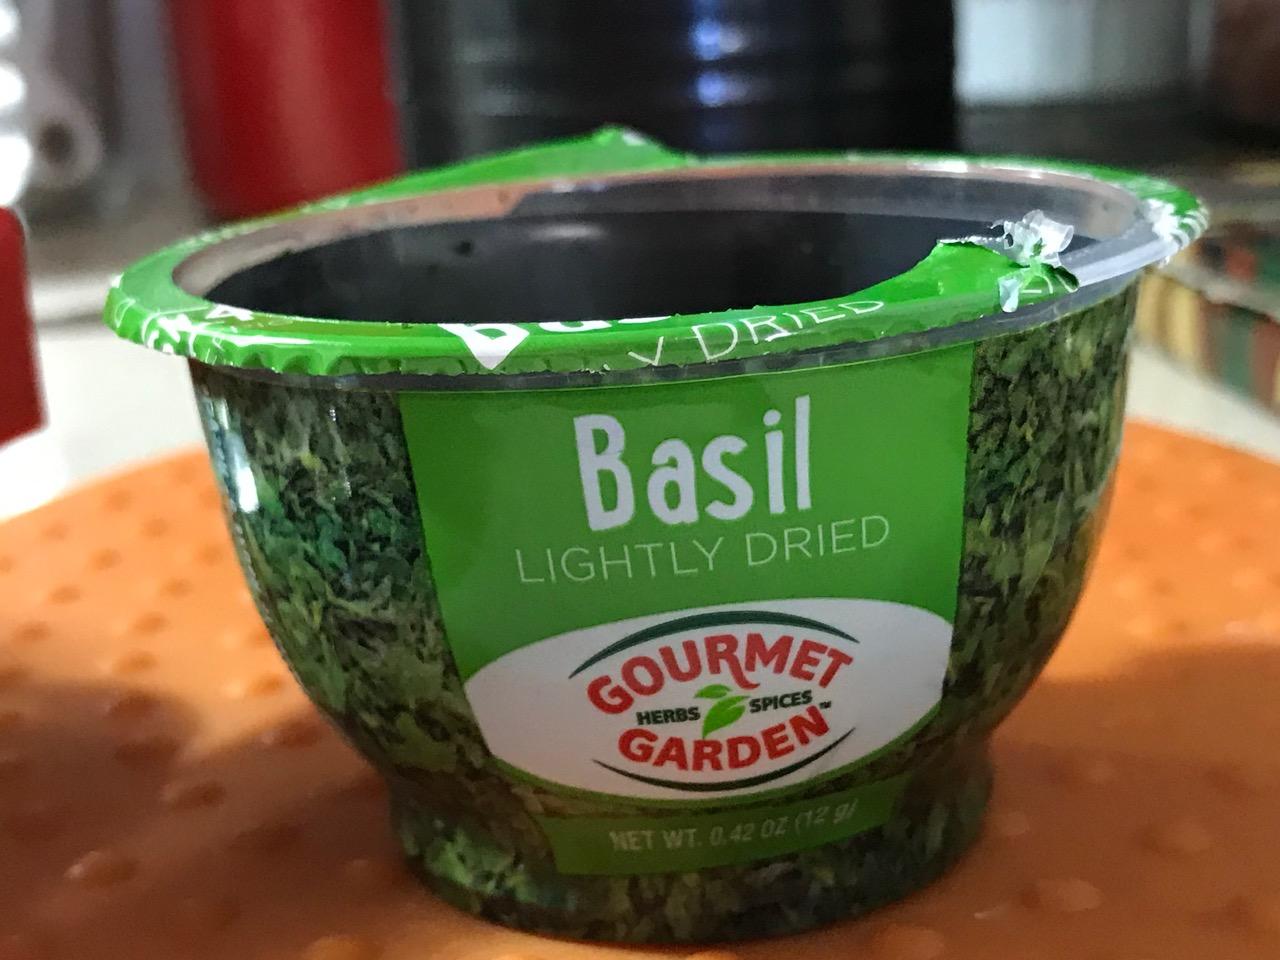 Y DRIED
Basil
LIGHTLY DRIED
GOURMET
HERBS SPICES
GARDEN™
NET WT. 0.42 OZ (12 g)